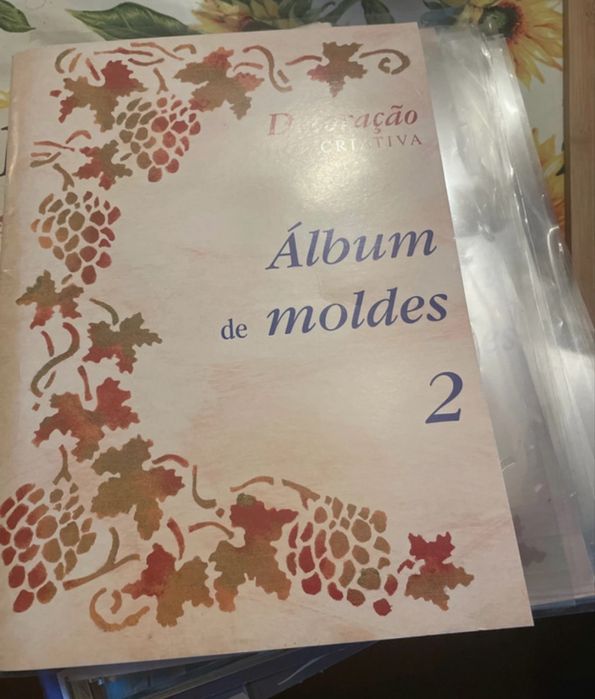 Decoração
CRIATIVA
Álbum
de moldes
2